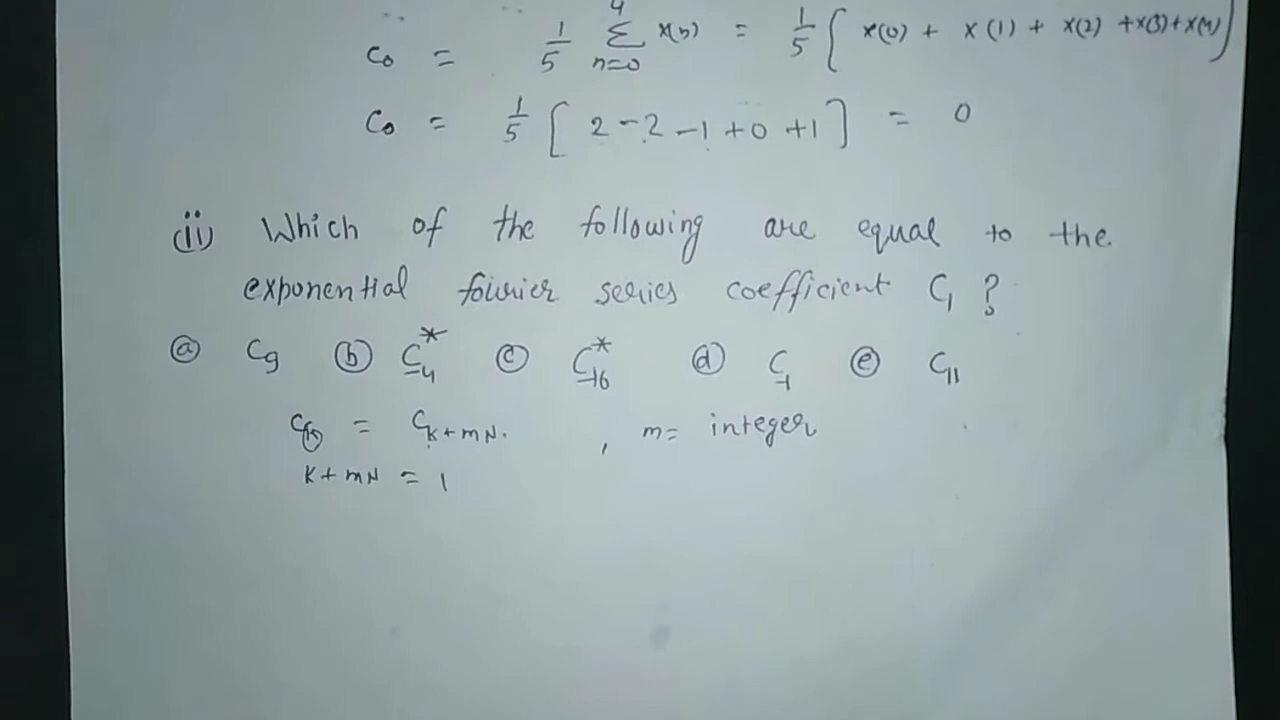 C₀ = 1/5 4∑n=0 x(n) = 1/5 [ x(0) + x(1) + x(2) + x(3) + x(4) ]
C₀ = 1/5 [ 2 - 2 - 1 + 0 + 1 ] = 0
(ii) Which of the following are equal to the
exponential fourier series coefficient C₁ ?
(a) C₉ (b) C₋₄* (c) C₋₁₆* (d) C₋₁ (e) C₁₁
= C_{K+mN} . , m = integer
K + mN = 1